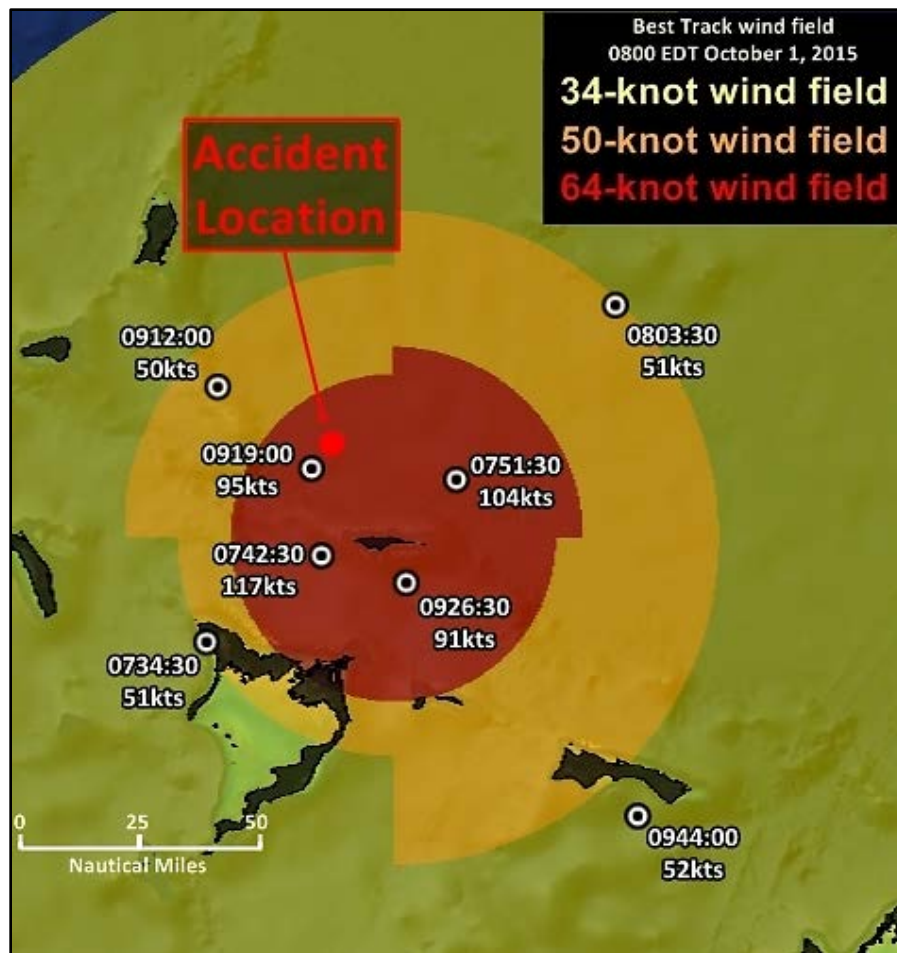 Best Track wind field
0800 EDT October 1, 2015
34-knot wind field
50-knot wind field
64-knot wind field
Accident
Location
0912:00
50kts
0803:30
51kts
0919:00
95kts
0751:30
104kts
0742:30
117kts
0926:30
91kts
0734:30
51kts
0944:00
52kts
0 25 50
Nautical Miles